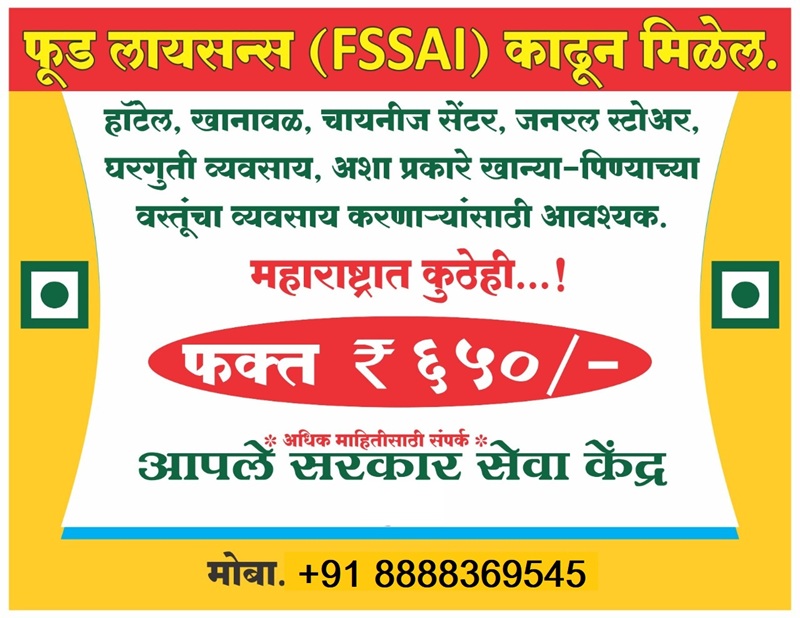 फूड लायसन्स (FSSAI) काढून मिळेल.
हॉटेल, खानावळ, चायनीज सेंटर, जनरल स्टोअर,
घरगुती व्यवसाय, अशा प्रकारे खान्या-पिण्याच्या
वस्तूंचा व्यवसाय करणाऱ्यांसाठी आवश्यक.
महाराष्ट्रात कुठेही...!
फक्त ₹ ६५०/-
* अधिक माहितीसाठी संपर्क *
आपले सरकार सेवा केंद्र
मोबा. +91 8888369545